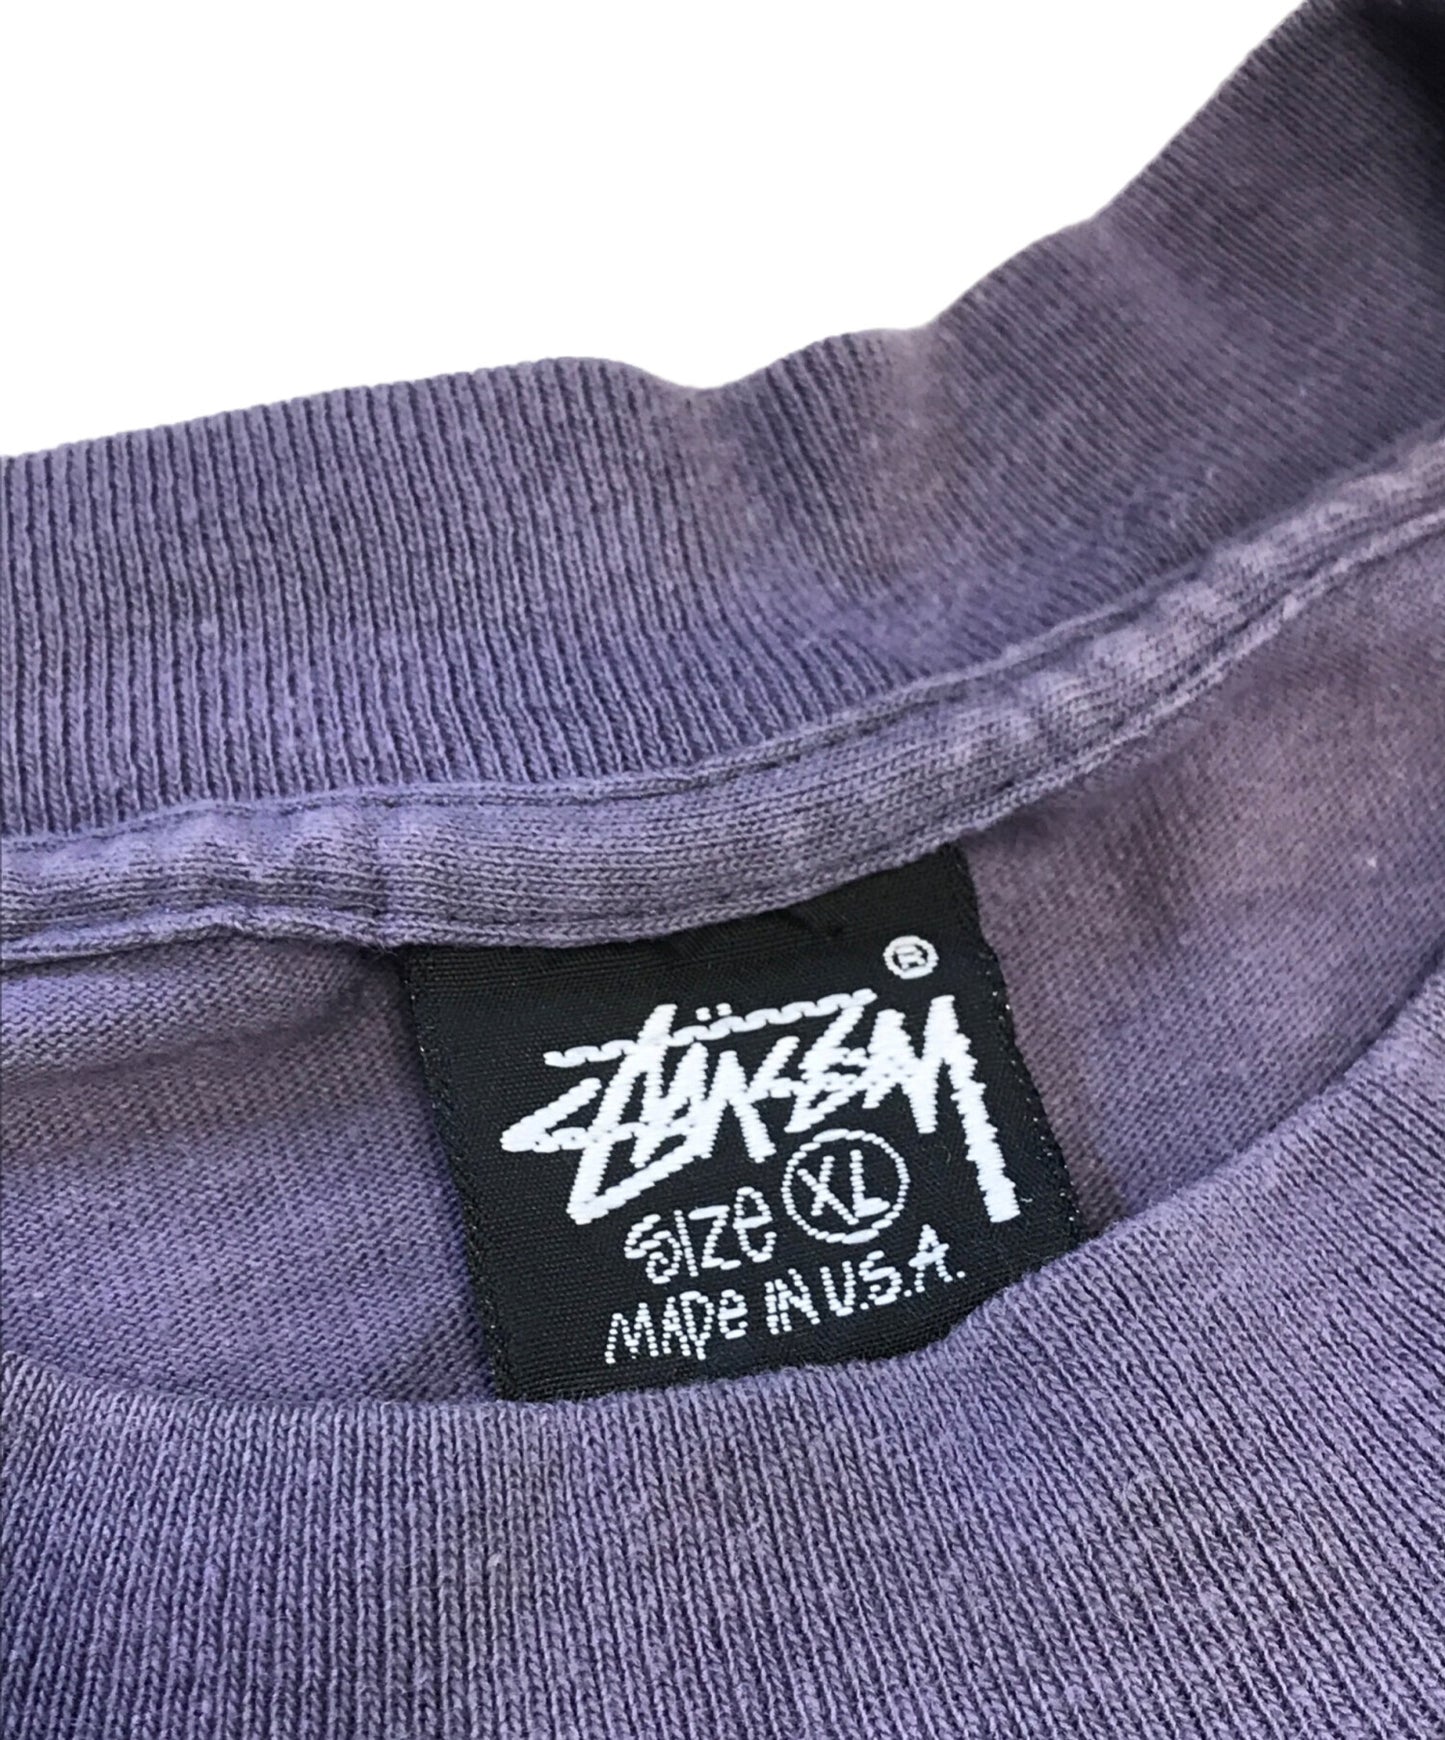 ®
STÜSSY
SIZE XL
MADE IN U.S.A.